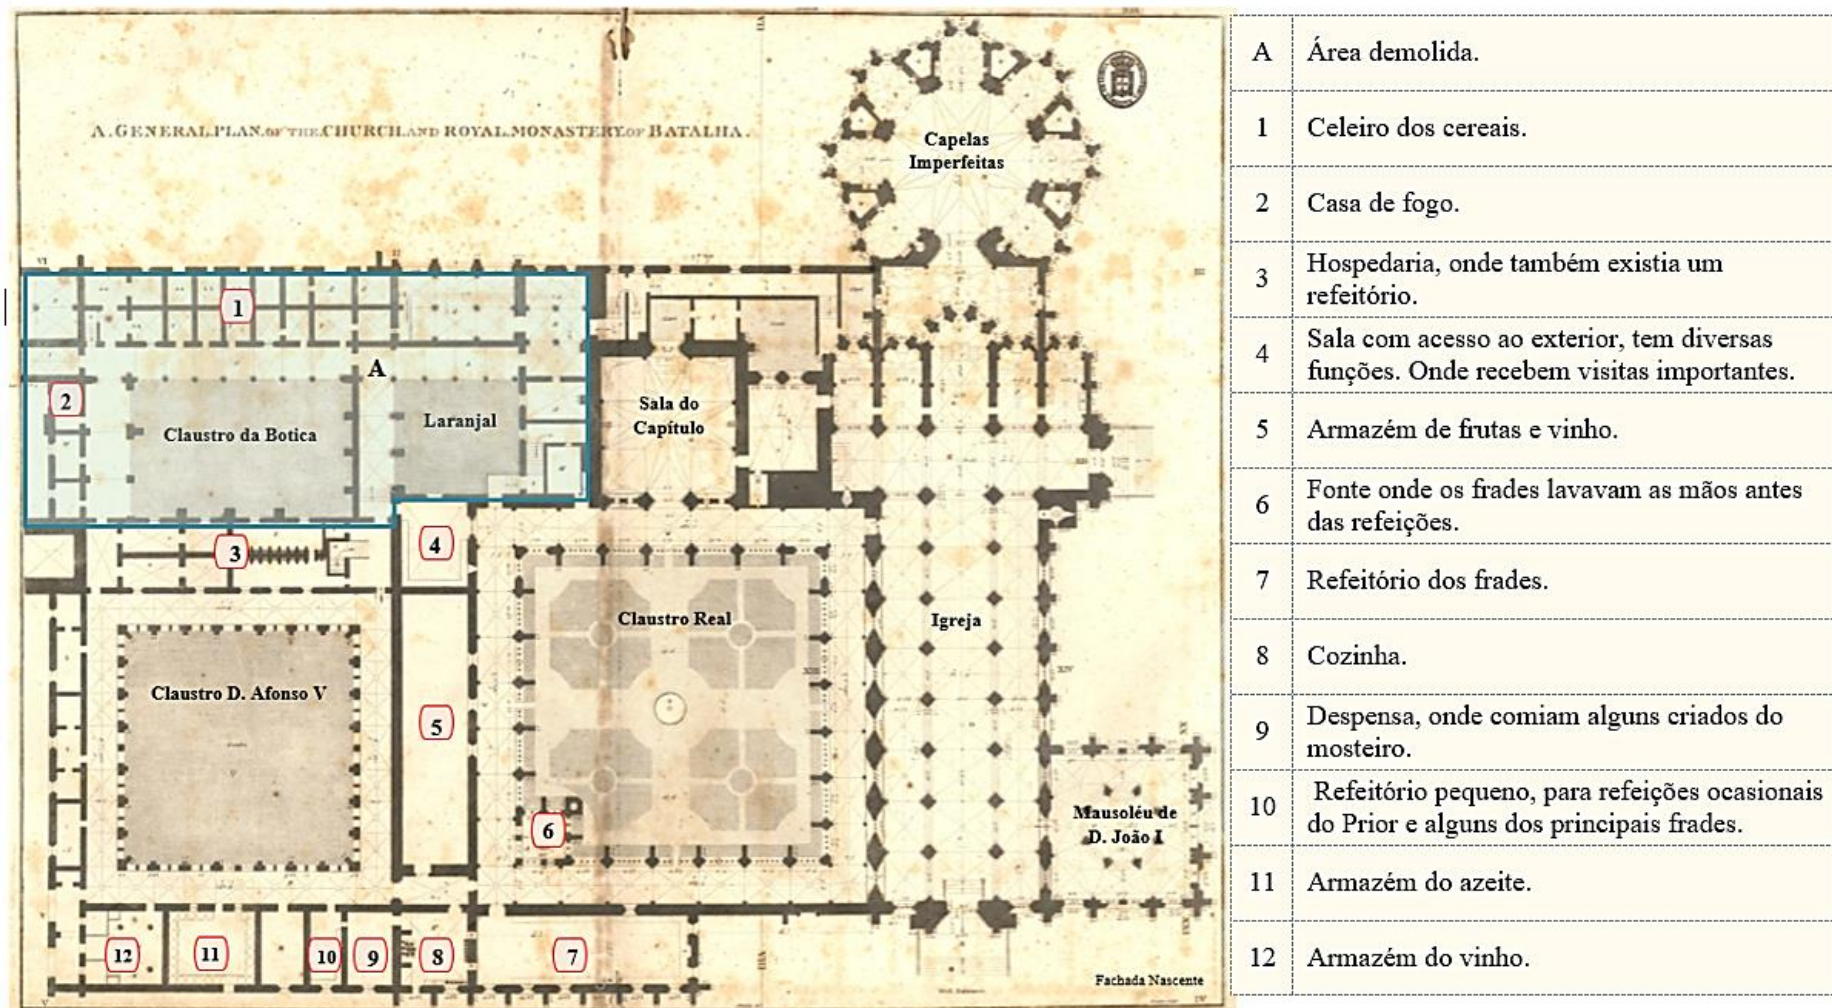 A.GENERAL.PLAN.OF THE.CHURCH.AND ROYAL.MONASTERY.OF BATALHA.
Capelas
Imperfeitas
1
A
2
Claustro da Botica
Laranjal
Sala do
Capítulo
3
4
Claustro Real
Igreja
Claustro D. Afonso V
5
6
Mausoléu de
D. João I
12
11
10
9
8
7
Fachada Nascente
A Área demolida.
1 Celeiro dos cereais.
2 Casa de fogo.
3 Hospedaria, onde também existia um
refeitório.
4 Sala com acesso ao exterior, tem diversas
funções. Onde recebem visitas importantes.
5 Armazém de frutas e vinho.
6 Fonte onde os frades lavavam as mãos antes
das refeições.
7 Refeitório dos frades.
8 Cozinha.
9 Despensa, onde comiam alguns criados do
mosteiro.
10 Refeitório pequeno, para refeições ocasionais
do Prior e alguns dos principais frades.
11 Armazém do azeite.
12 Armazém do vinho.